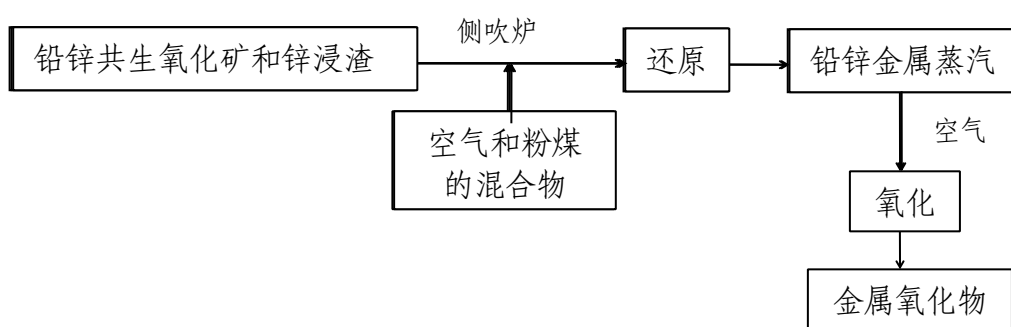 侧吹炉
铅锌共生氧化矿和锌浸渣
还原
铅锌金属蒸汽
空气和粉煤
的混合物
空气
氧化
金属氧化物